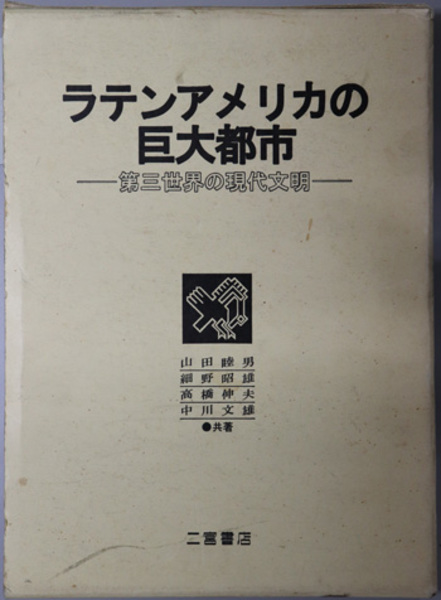 ラテンアメリカの
巨大都市
第三世界の現代文明
山田睦男
細野昭雄
高橋伸夫
中川文雄
●共著
二宮書店